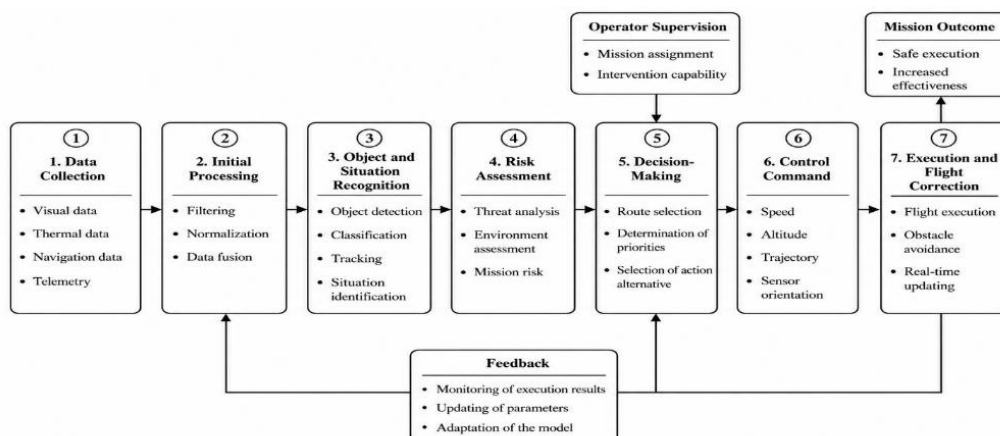 Operator Supervision
• Mission assignment
• Intervention capability
Mission Outcome
• Safe execution
• Increased
effectiveness
1
1. Data
Collection
• Visual data
• Thermal data
• Navigation data
• Telemetry
2
2. Initial
Processing
• Filtering
• Normalization
• Data fusion
3
3. Object and
Situation
Recognition
• Object detection
• Classification
• Tracking
• Situation
identification
4
4. Risk
Assessment
• Threat analysis
• Environment
assessment
• Mission risk
5
5. Decision-
Making
• Route selection
• Determination of
priorities
• Selection of action
alternative
6
6. Control
Command
• Speed
• Altitude
• Trajectory
• Sensor
orientation
7
7. Execution and
Flight
Correction
• Flight execution
• Obstacle
avoidance
• Real-time
updating
Feedback
• Monitoring of execution results
• Updating of parameters
• Adaptation of the model